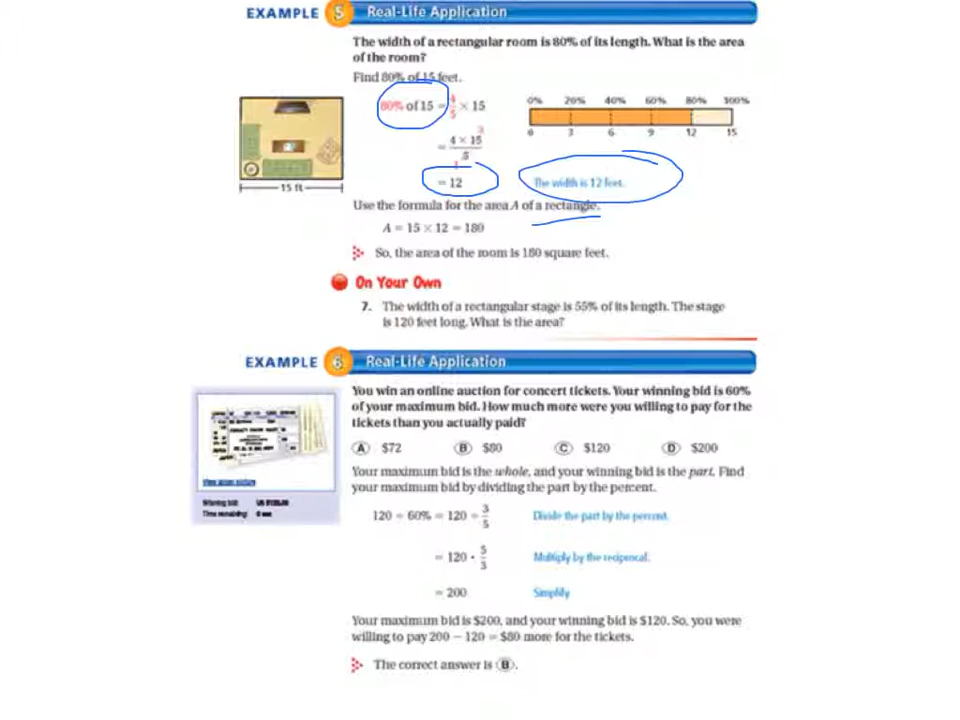 EXAMPLE 5 Real-Life Application
The width of a rectangular room is 80% of its length. What is the area
of the room?
Find 80% of 15 feet.
80% of 15 = 4/5 × 15
0% 20% 40% 60% 80% 100%
0 3 6 9 12 15
= 4 × 15 3 / 5 1
= 12 The width is 12 feet.
15 ft
Use the formula for the area A of a rectangle.
A = 15 × 12 = 180
So, the area of the room is 180 square feet.
On Your Own
7. The width of a rectangular stage is 55% of its length. The stage
is 120 feet long. What is the area?
EXAMPLE 6 Real-Life Application
You win an online auction for concert tickets. Your winning bid is 60%
of your maximum bid. How much more were you willing to pay for the
tickets than you actually paid?
A $72 B $80 C $120 D $200
Your maximum bid is the whole, and your winning bid is the part. Find
your maximum bid by dividing the part by the percent.
Winning bid:
Time remaining: 0
120 ÷ 60% = 120 ÷ 3/5 Divide the part by the percent.
= 120 · 5/3 Multiply by the reciprocal.
= 200 Simplify
Your maximum bid is $200, and your winning bid is $120. So, you were
willing to pay 200 − 120 = $80 more for the tickets.
The correct answer is B.